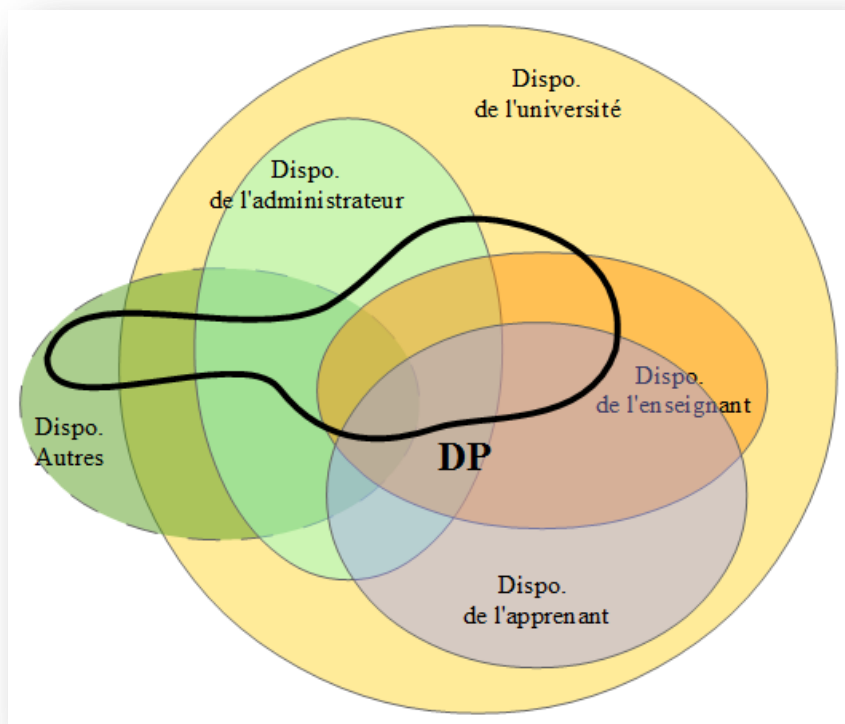 Dispo.
de l'université
Dispo.
de l'administrateur
Dispo.
de l'enseignant
Dispo.
Autres
DP
Dispo.
de l'apprenant